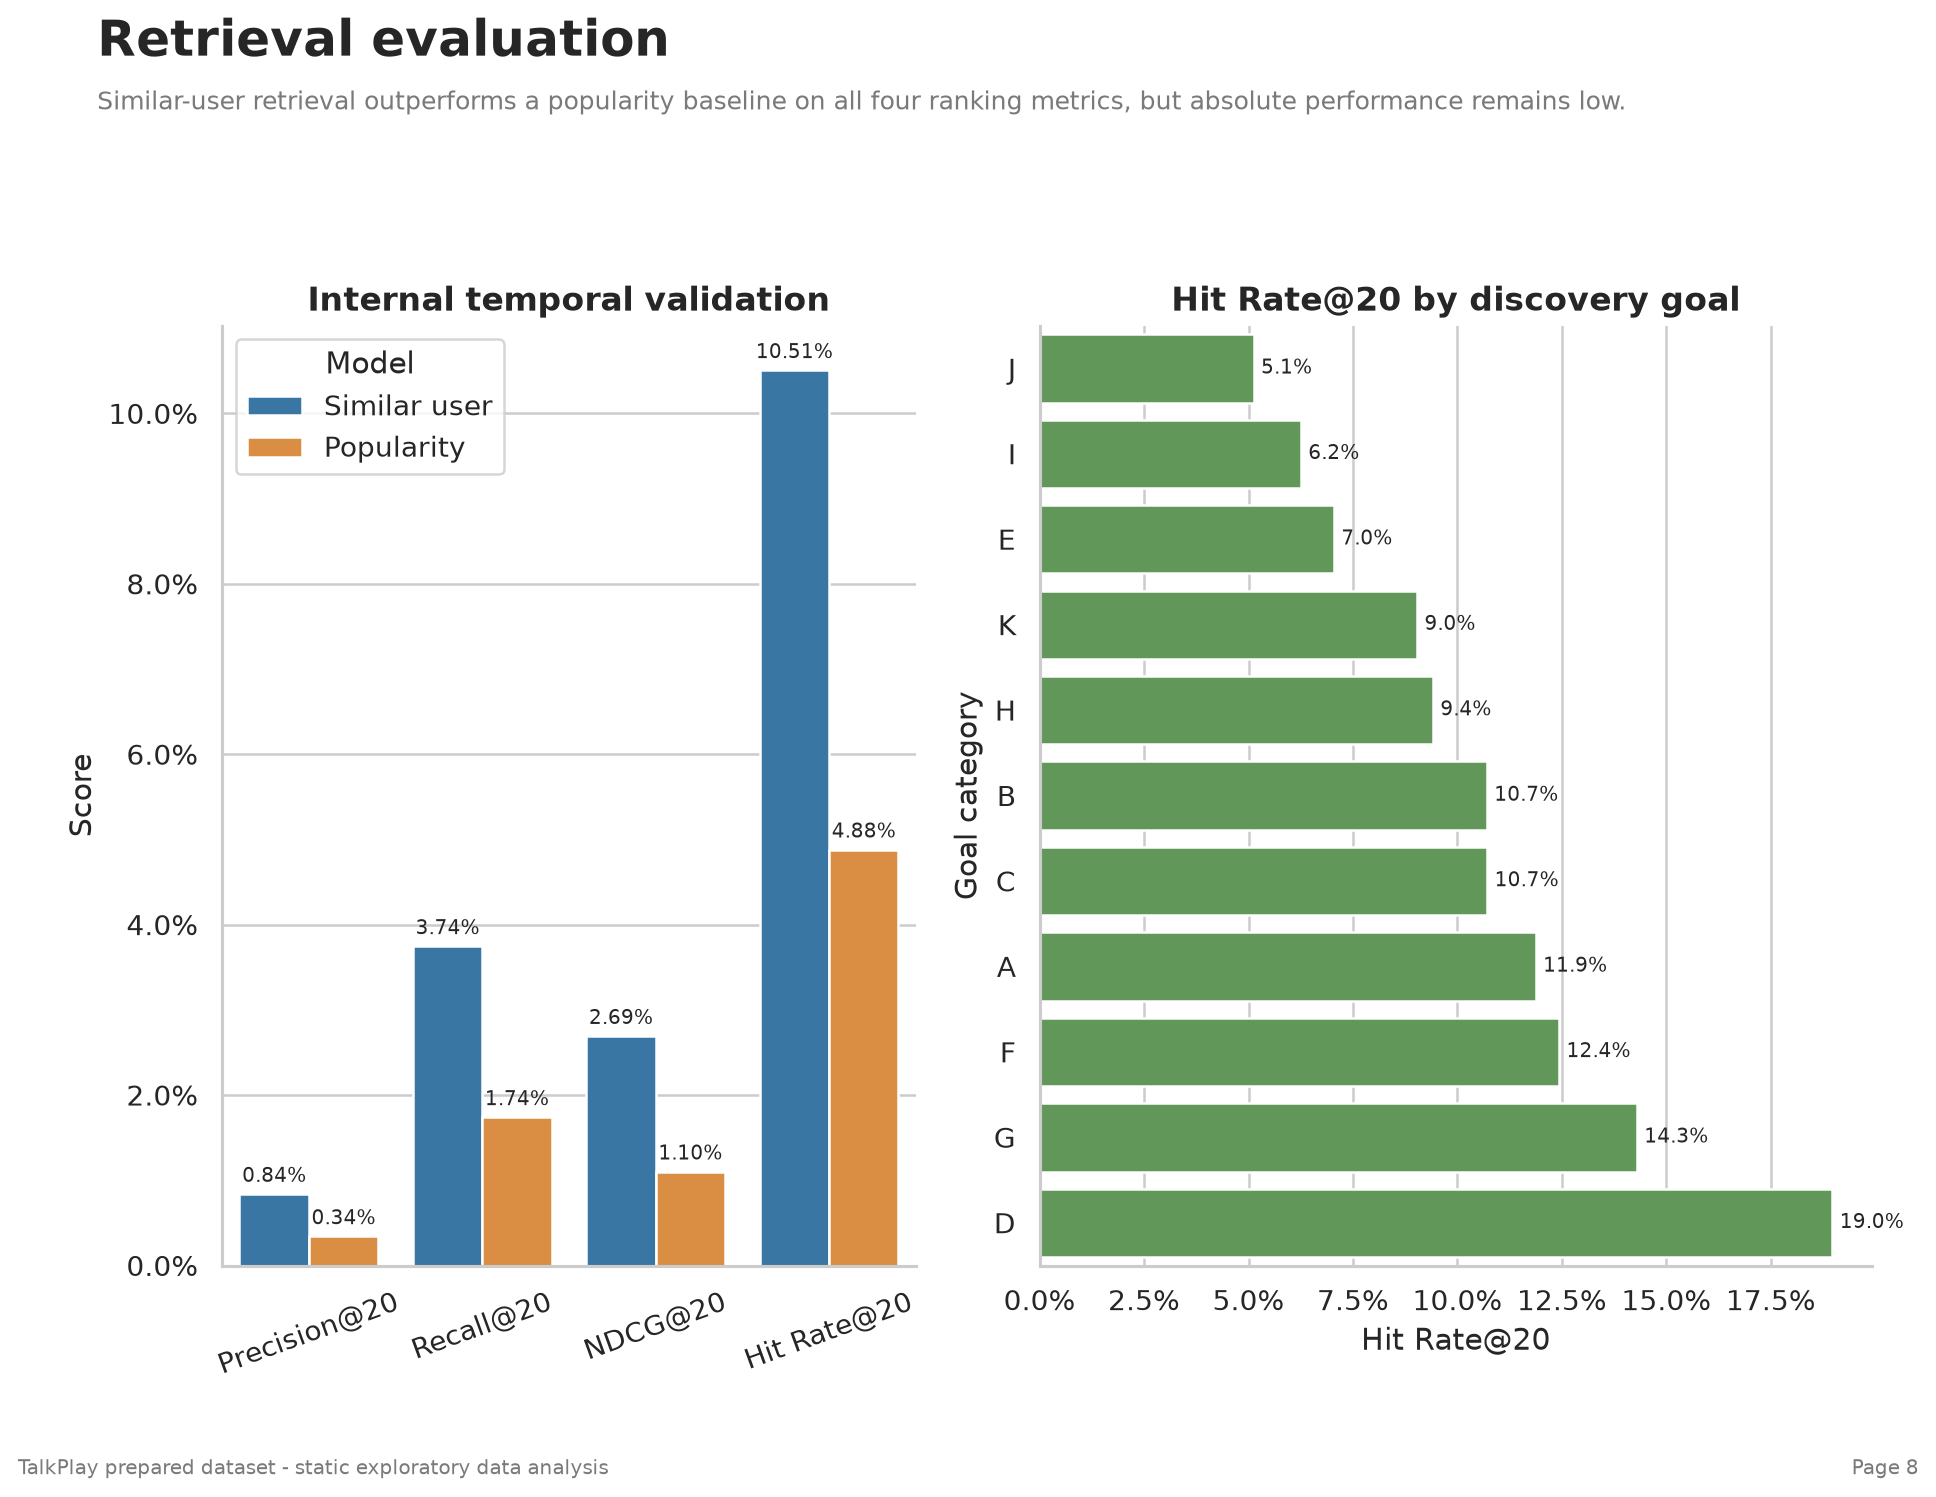 Retrieval evaluation
Similar-user retrieval outperforms a popularity baseline on all four ranking metrics, but absolute performance remains low.
Internal temporal validation
Model
Similar user
Popularity
Score
10.0%
8.0%
6.0%
4.0%
2.0%
0.0%
0.84%
0.34%
3.74%
1.74%
2.69%
1.10%
10.51%
4.88%
Precision@20
Recall@20
NDCG@20
Hit Rate@20
Hit Rate@20 by discovery goal
Goal category
J 5.1%
I 6.2%
E 7.0%
K 9.0%
H 9.4%
B 10.7%
C 10.7%
A 11.9%
F 12.4%
G 14.3%
D 19.0%
0.0% 2.5% 5.0% 7.5% 10.0% 12.5% 15.0% 17.5%
Hit Rate@20
TalkPlay prepared dataset - static exploratory data analysis
Page 8